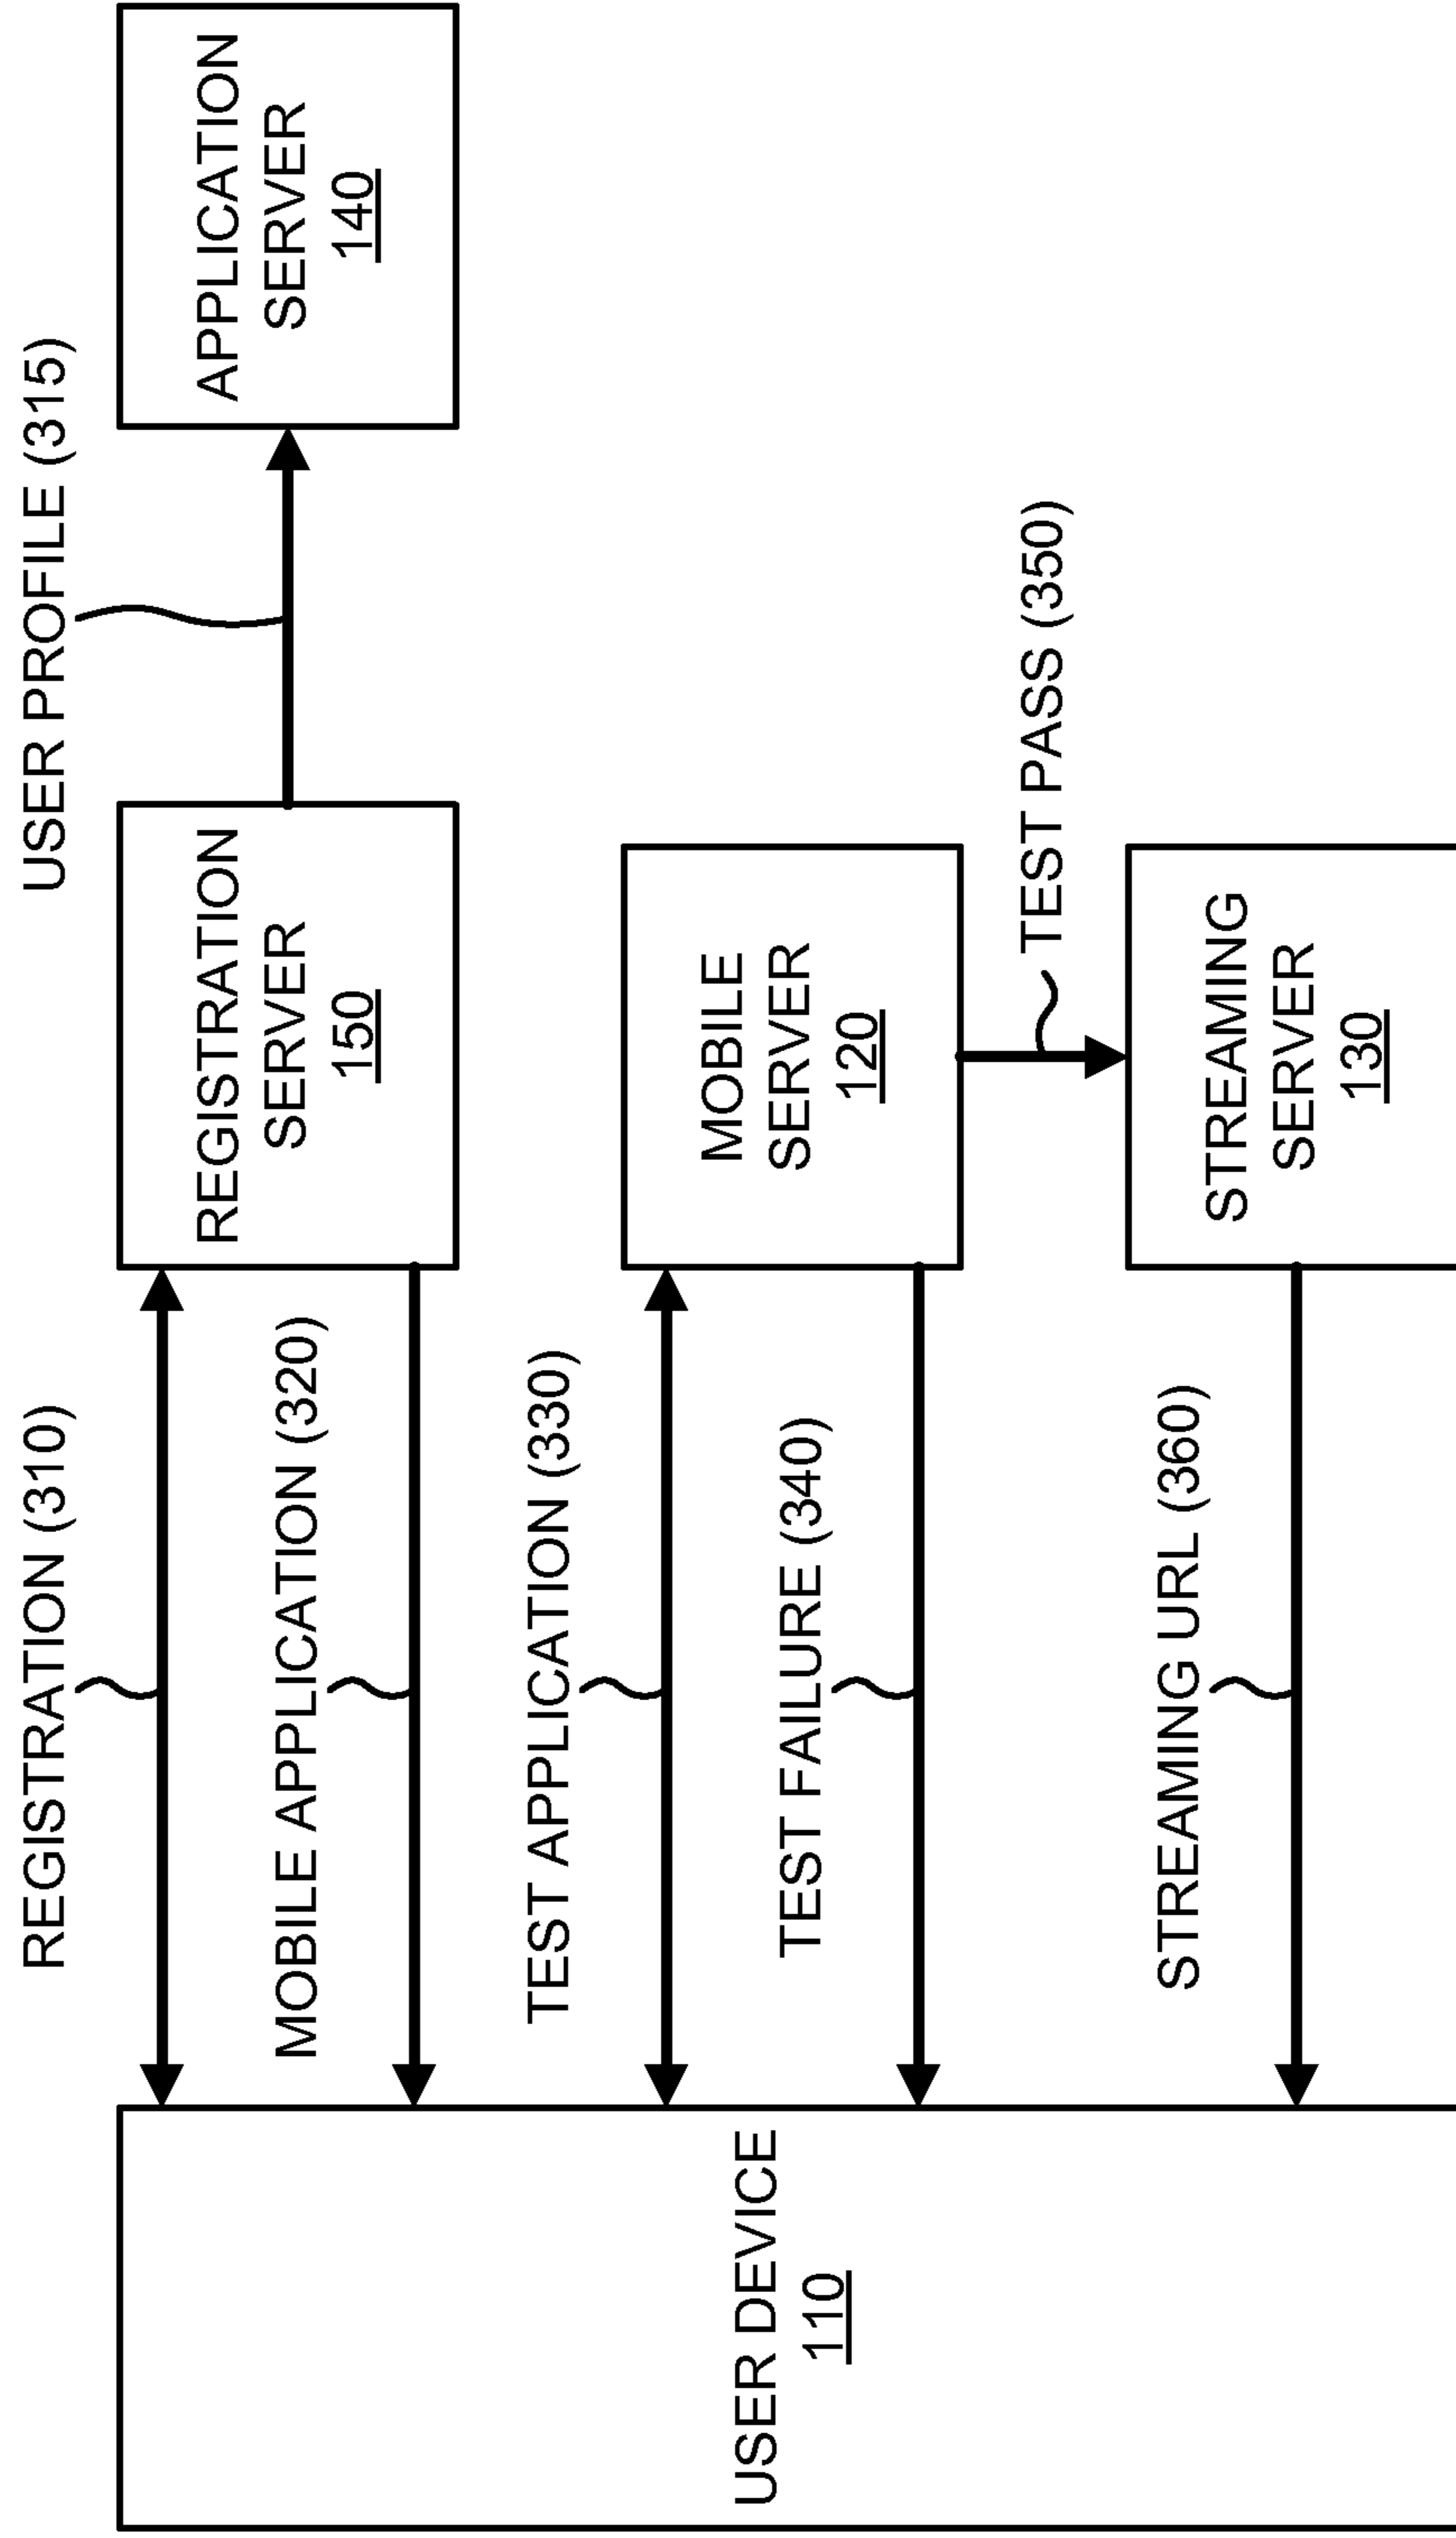 REGISTRATION (310)
USER PROFILE (315)
MOBILE APPLICATION (320)
REGISTRATION
SERVER
150
APPLICATION
SERVER
140
TEST APPLICATION (330)
TEST FAILURE (340)
USER DEVICE
110
MOBILE
SERVER
120
TEST PASS (350)
STREAMING URL (360)
STREAMING
SERVER
130